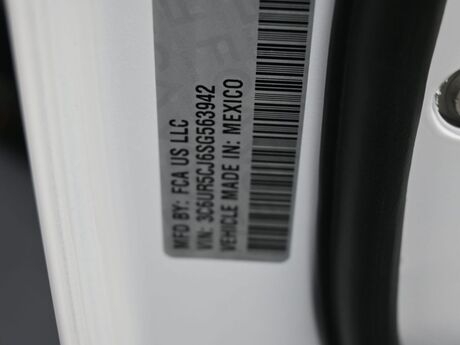 MFD BY: FCA US LLC
VIN: 3C6UR5CJ6SG563942
VEHICLE MADE IN: MEXICO